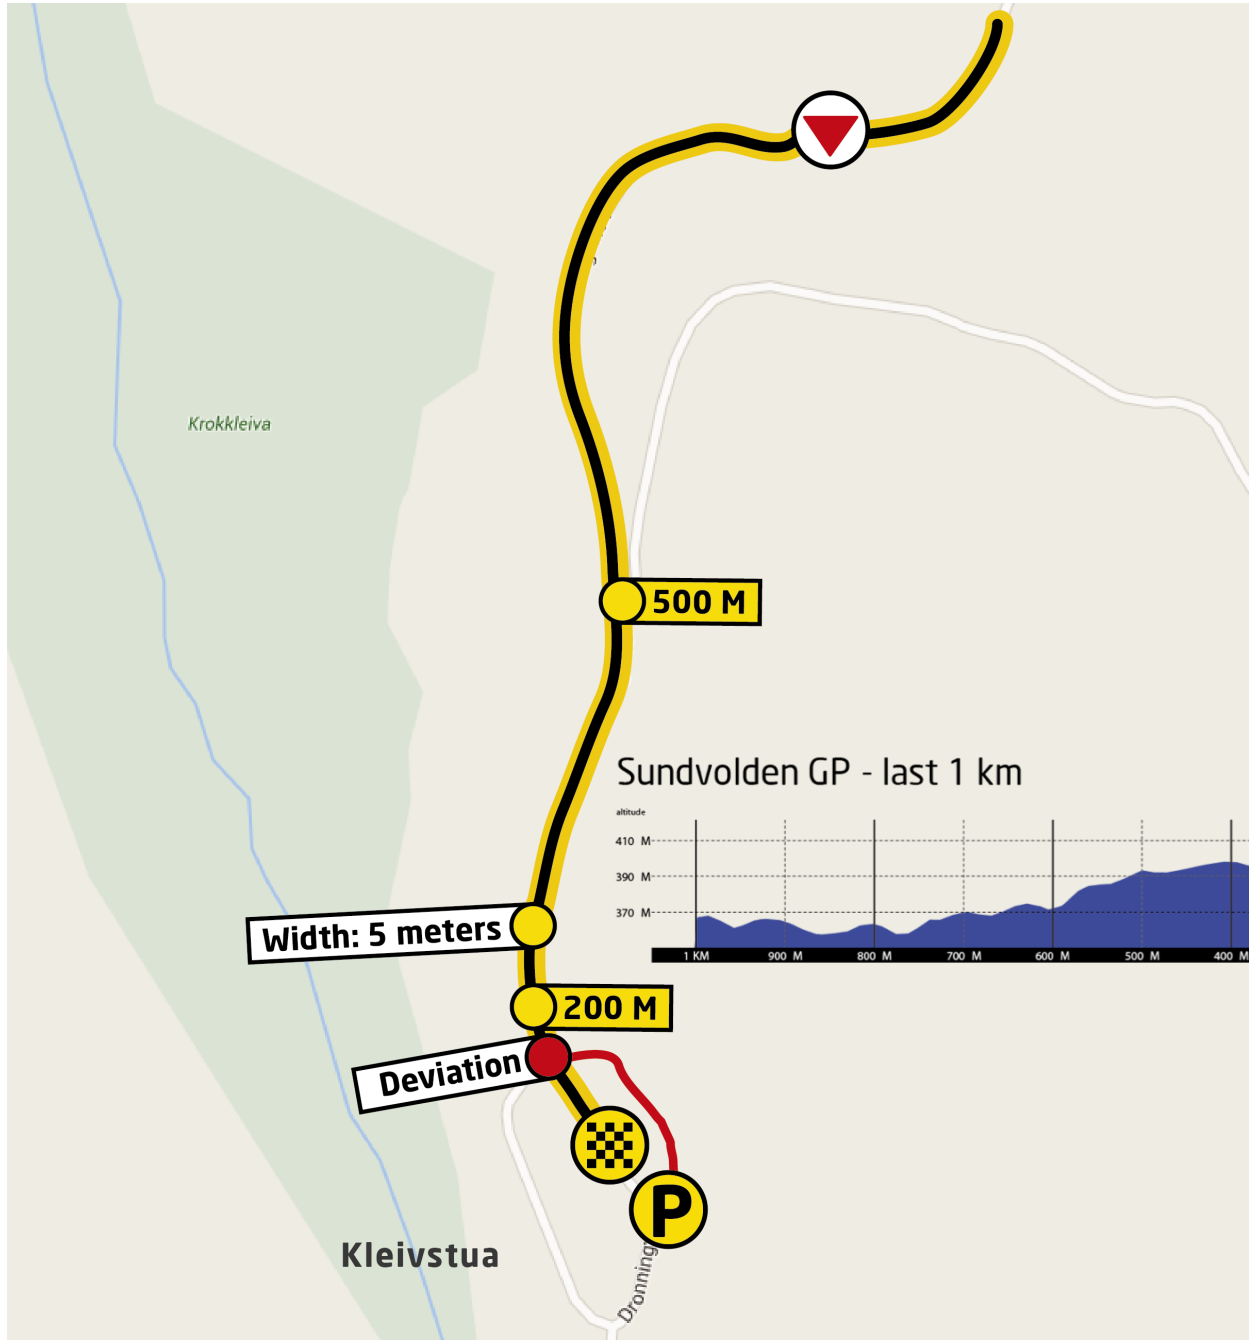 Krokkleiva
500 M
Sundvolden GP - last 1 km
altitude
410 M
390 M
370 M
1 KM 900 M 800 M 700 M 600 M 500 M 400 M
Width: 5 meters
200 M
Deviation
P
Kleivstua
Dronning